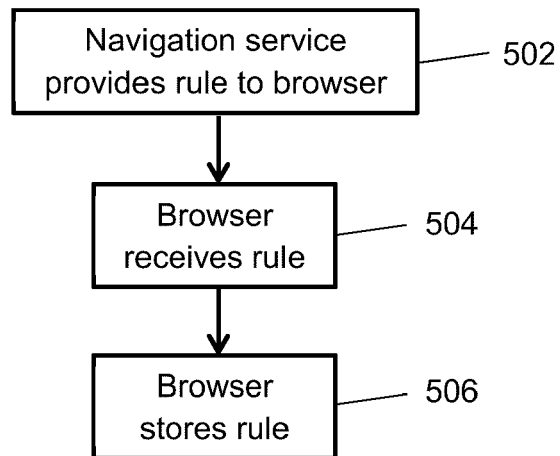 Navigation service
provides rule to browser
502
Browser
receives rule
504
Browser
stores rule
506